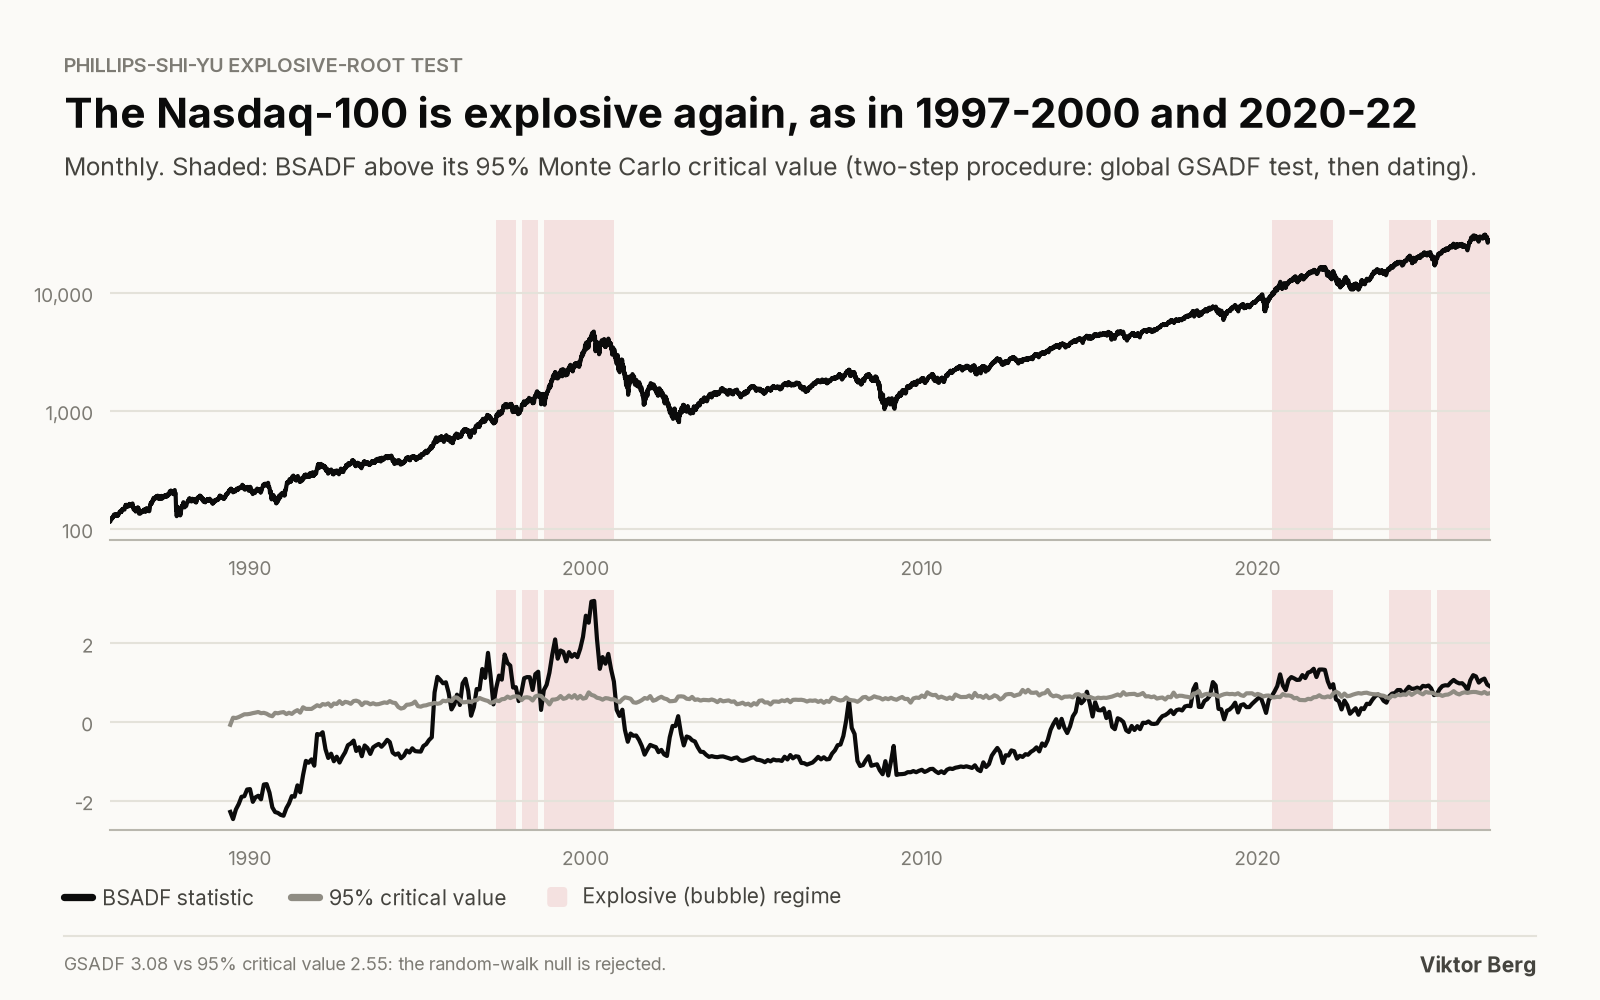 PHILLIPS-SHI-YU EXPLOSIVE-ROOT TEST
The Nasdaq-100 is explosive again, as in 1997-2000 and 2020-22
Monthly. Shaded: BSADF above its 95% Monte Carlo critical value (two-step procedure: global GSADF test, then dating).
10,000
1,000
100
1990 2000 2010 2020
2
0
-2
1990 2000 2010 2020
BSADF statistic 95% critical value Explosive (bubble) regime
GSADF 3.08 vs 95% critical value 2.55: the random-walk null is rejected. Viktor Berg